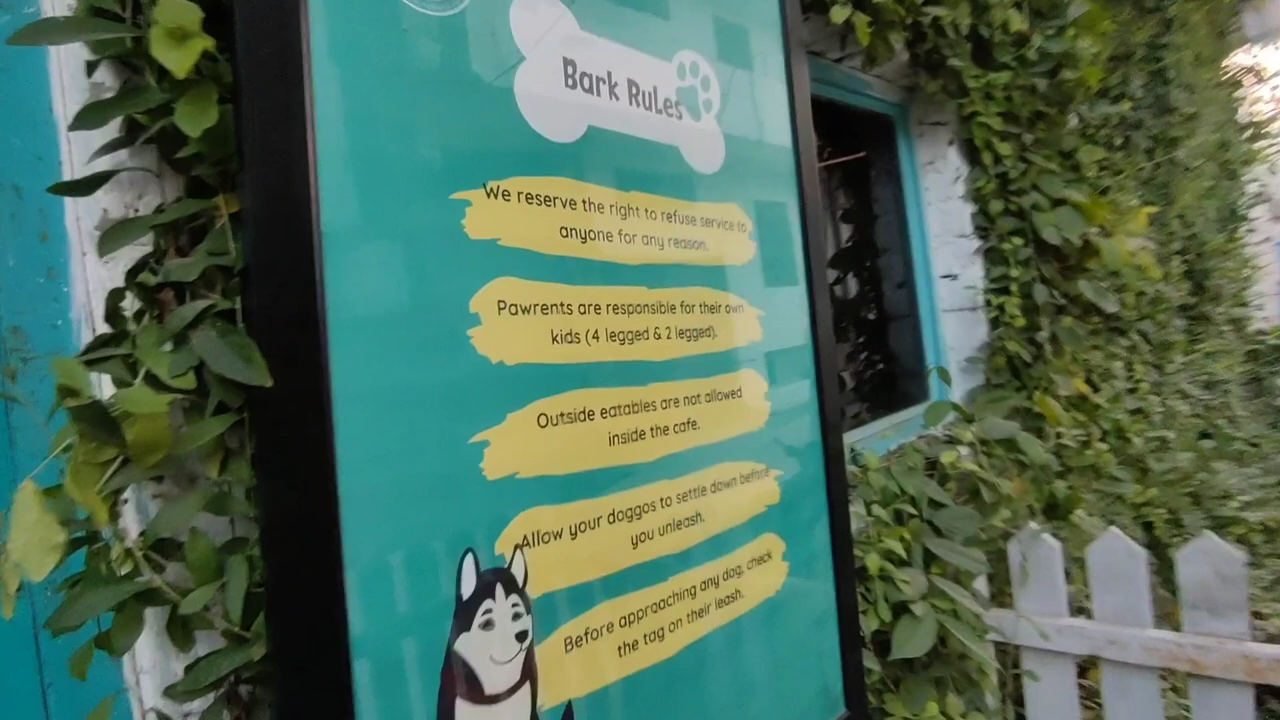 Bark Rules
We reserve the right to refuse service to
anyone for any reason.
Pawrents are responsible for their own
kids (4 legged & 2 legged).
Outside eatables are not allowed
inside the cafe.
Allow your doggos to settle down before
you unleash.
Before approaching any dog, check
the tag on their leash.